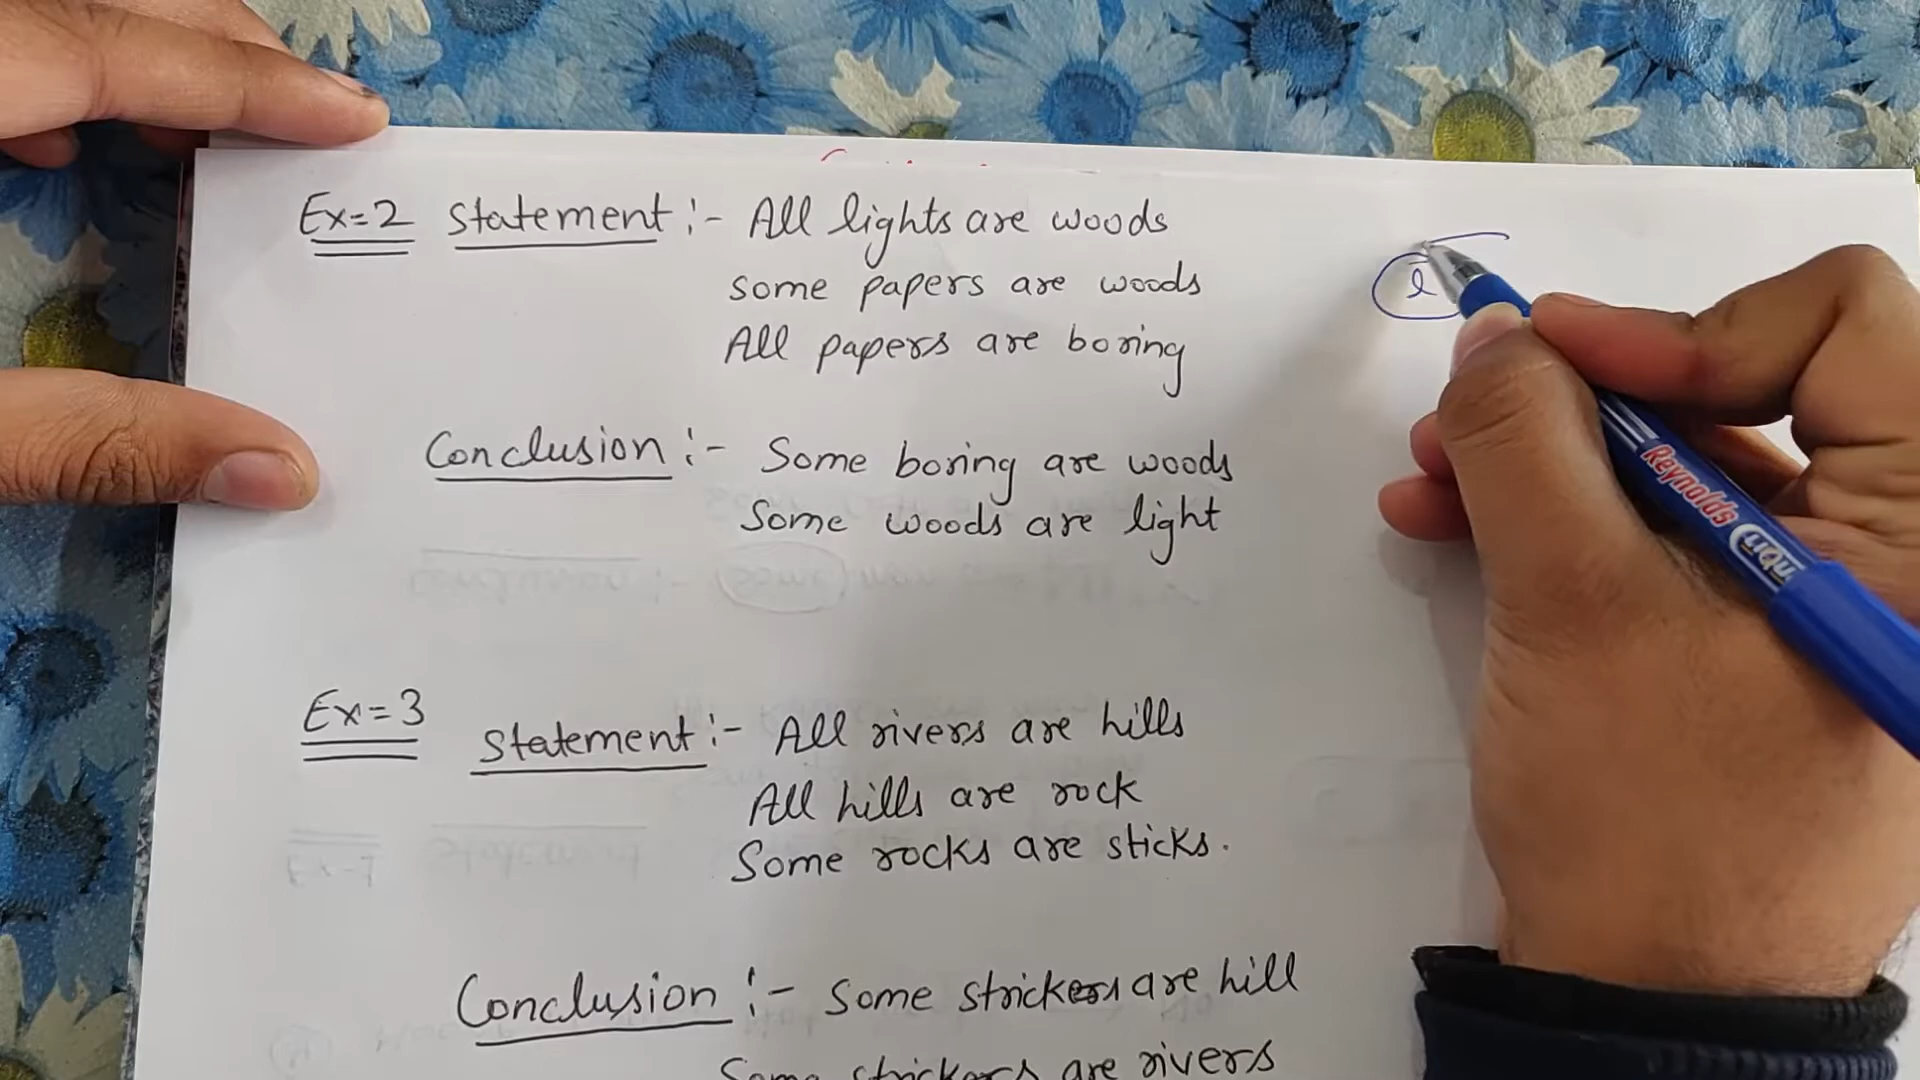 Ex=2 Statement :- All lights are woods
some papers are woods
All papers are boring
Conclusion :- Some boring are woods
Some woods are light
Ex=3 Statement :- All rivers are hills
All hills are rock
Some rocks are sticks.
Conclusion :- Some strickers are hill
Some strickers are rivers
l
Reynolds